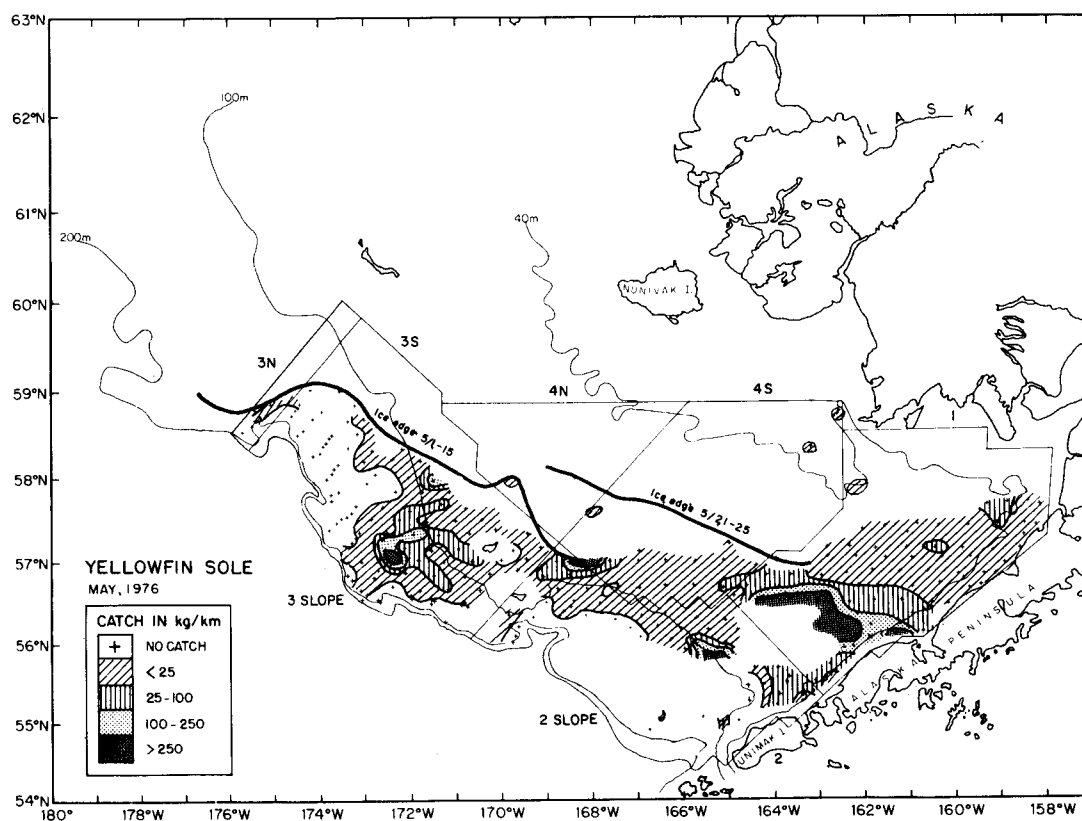 63°N
62°N
61°N
60°N
59°N
58°N
57°N
56°N
55°N
54°N
100m
200m
40m
ALASKA
NUNIVAK I.
3N
3S
4N
4S
1
Ice edge 5/1-15
Ice edge 5/21-25
YELLOWFIN SOLE
MAY, 1976
CATCH IN kg/km
+ NO CATCH
<25
25-100
100-250
>250
3 SLOPE
2 SLOPE
ALASKA PENINSULA
UNIMAK I.
2
180° 178°W 176°W 174°W 172°W 170°W 168°W 166°W 164°W 162°W 160°W 158°W